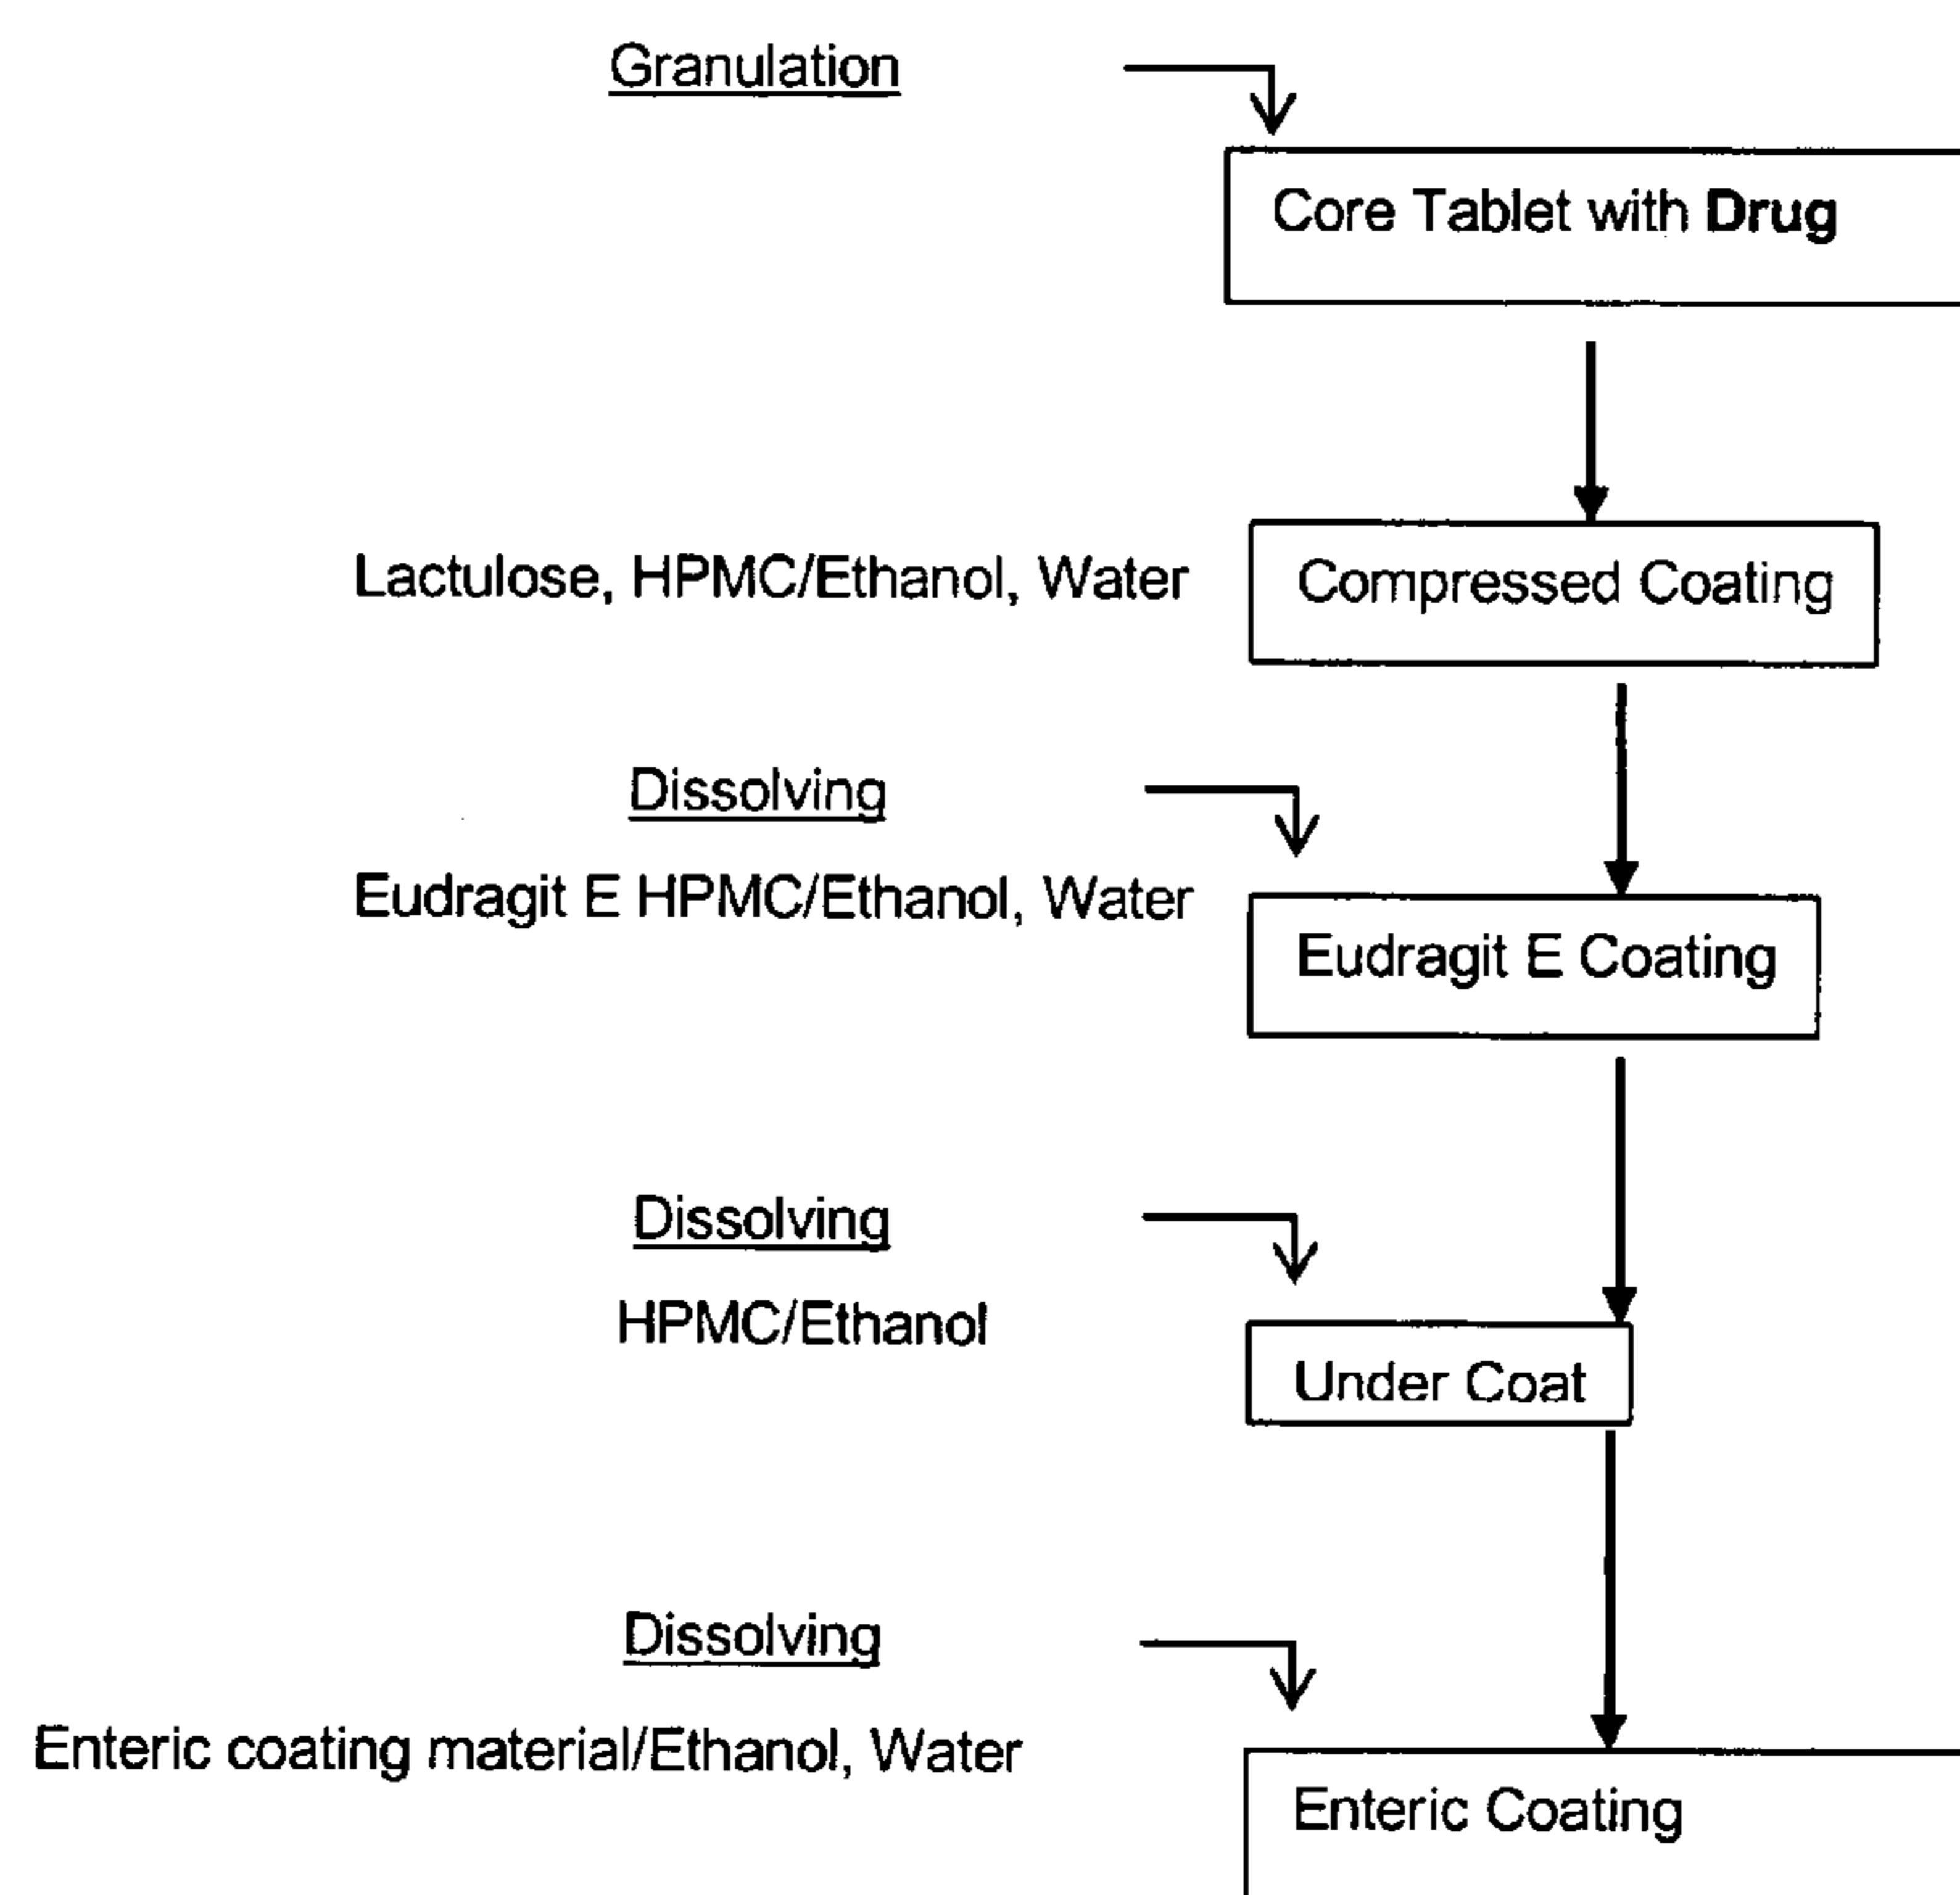 Granulation
Core Tablet with Drug
Lactulose, HPMC/Ethanol, Water
Compressed Coating
Dissolving
Eudragit E HPMC/Ethanol, Water
Eudragit E Coating
Dissolving
HPMC/Ethanol
Under Coat
Dissolving
Enteric coating material/Ethanol, Water
Enteric Coating